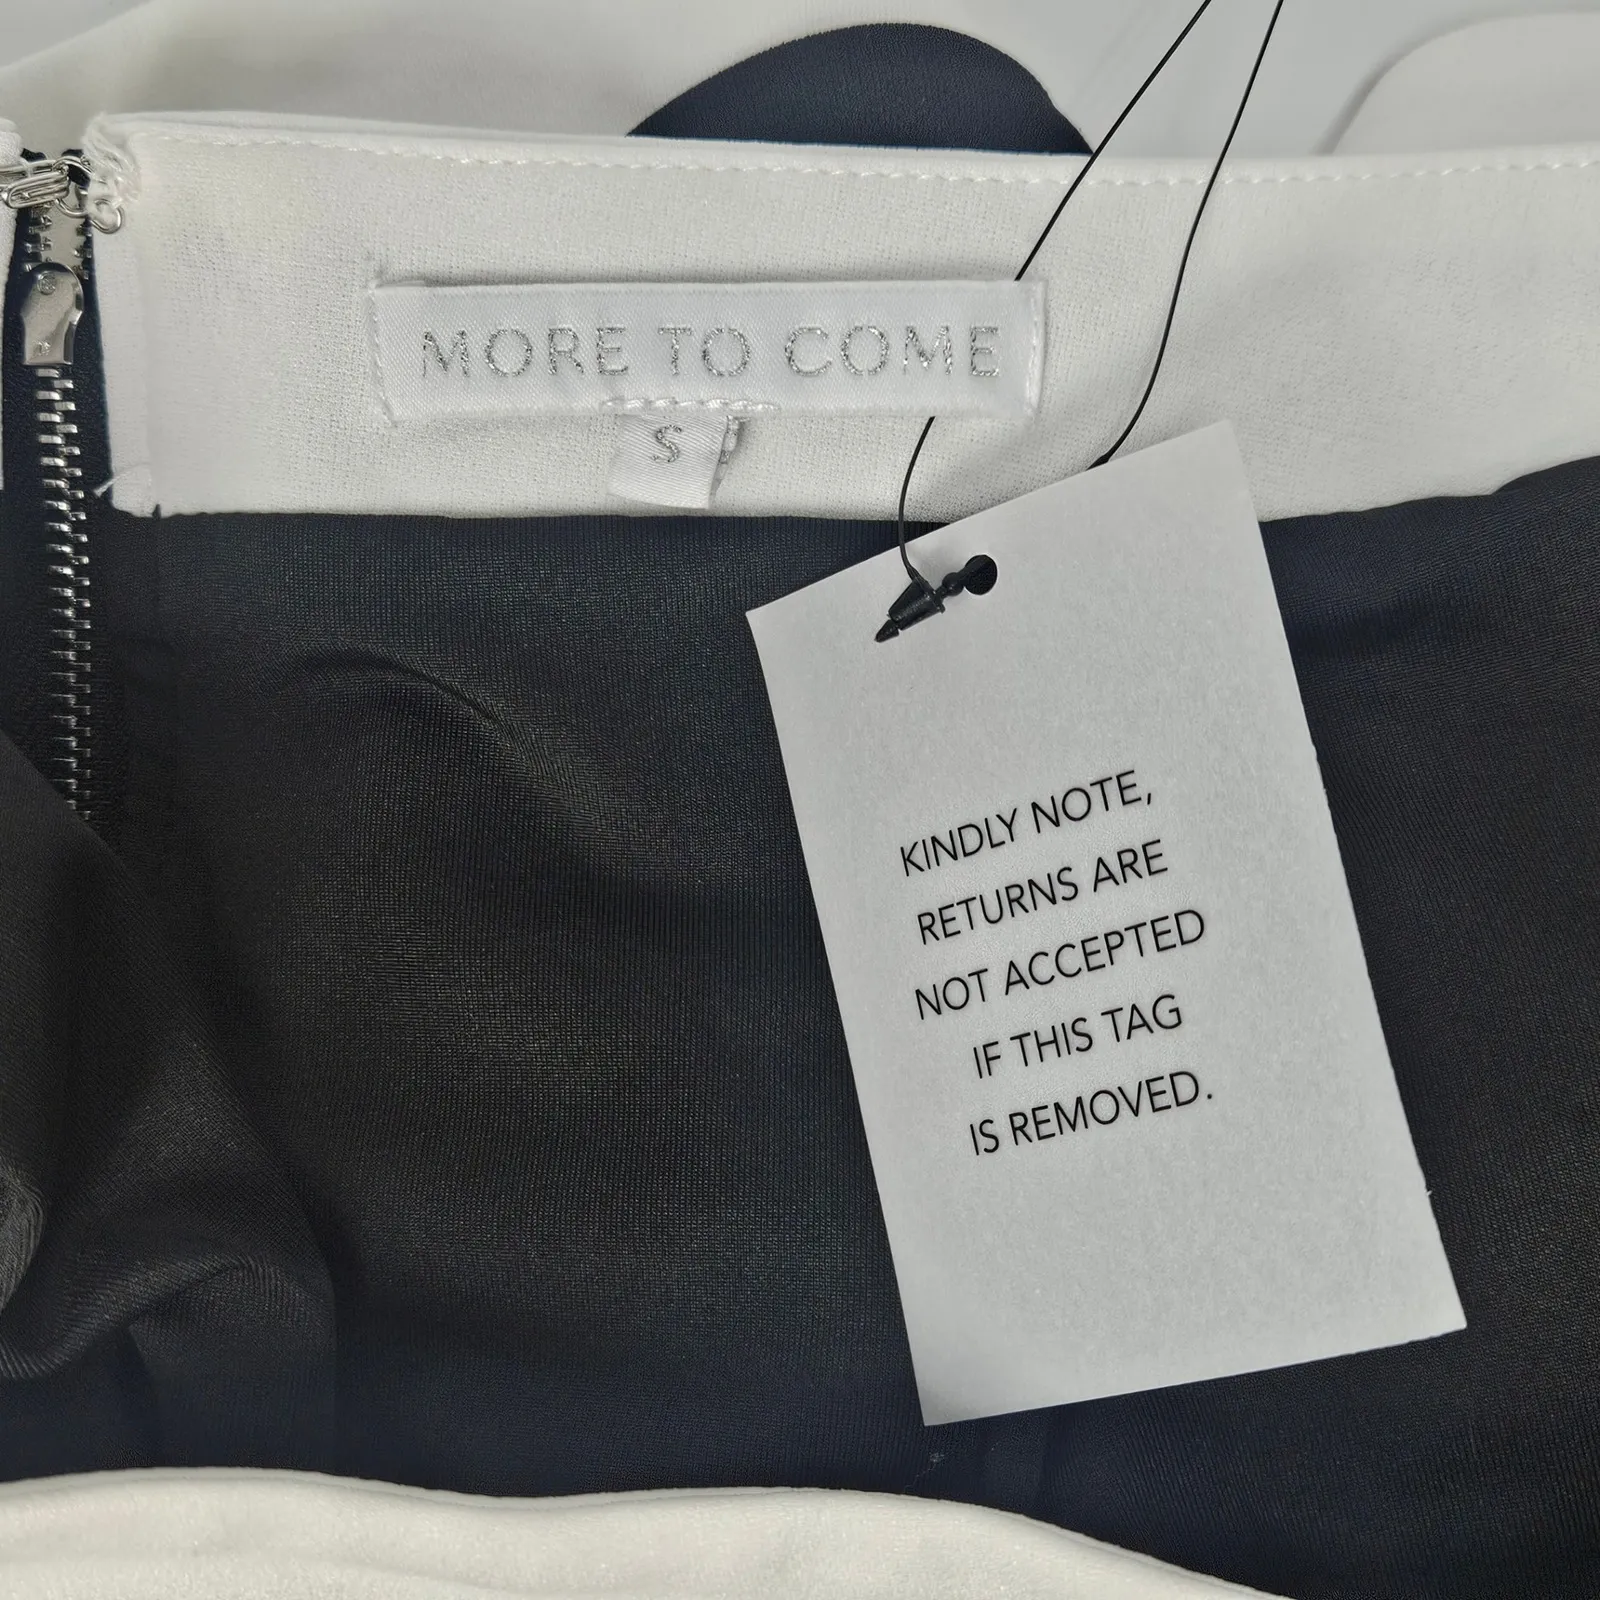 MORE TO COME
S
KINDLY NOTE,
RETURNS ARE
NOT ACCEPTED
IF THIS TAG
IS REMOVED.